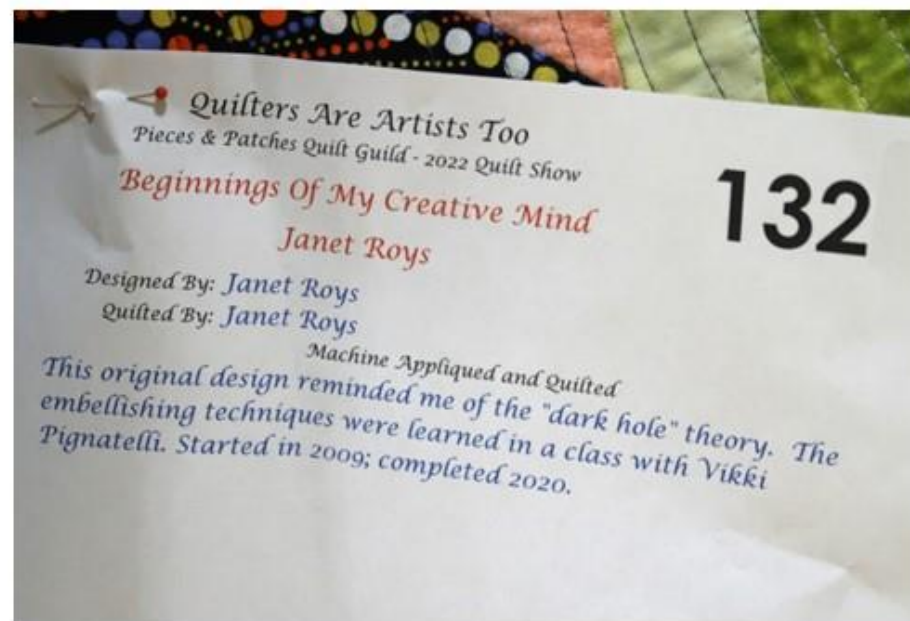 Quilters Are Artists Too
Pieces & Patches Quilt Guild - 2022 Quilt Show
132
Beginnings Of My Creative Mind
Janet Roys
Designed By: Janet Roys
Quilted By: Janet Roys
Machine Appliqued and Quilted
This original design reminded me of the "dark hole" theory. The
embellishing techniques were learned in a class with Vikki
Pignatelli. Started in 2009; completed 2020.